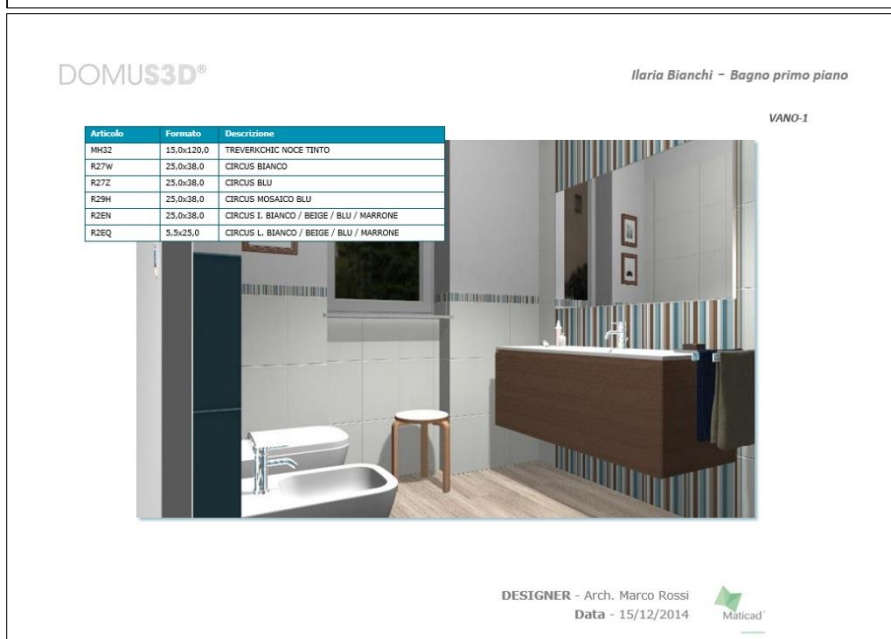 DOMUS3D®
Ilaria Bianchi - Bagno primo piano
VANO-1
Articolo Formato Descrizione
MH32 15,0x120,0 TREVERKCHIC NOCE TINTO
R27W 25,0x38,0 CIRCUS BIANCO
R27Z 25,0x38,0 CIRCUS BLU
R29H 25,0x38,0 CIRCUS MOSAICO BLU
R2EN 25,0x38,0 CIRCUS I. BIANCO / BEIGE / BLU / MARRONE
R2EQ 5,5x25,0 CIRCUS L. BIANCO / BEIGE / BLU / MARRONE
DESIGNER - Arch. Marco Rossi
Data - 15/12/2014
Maticad